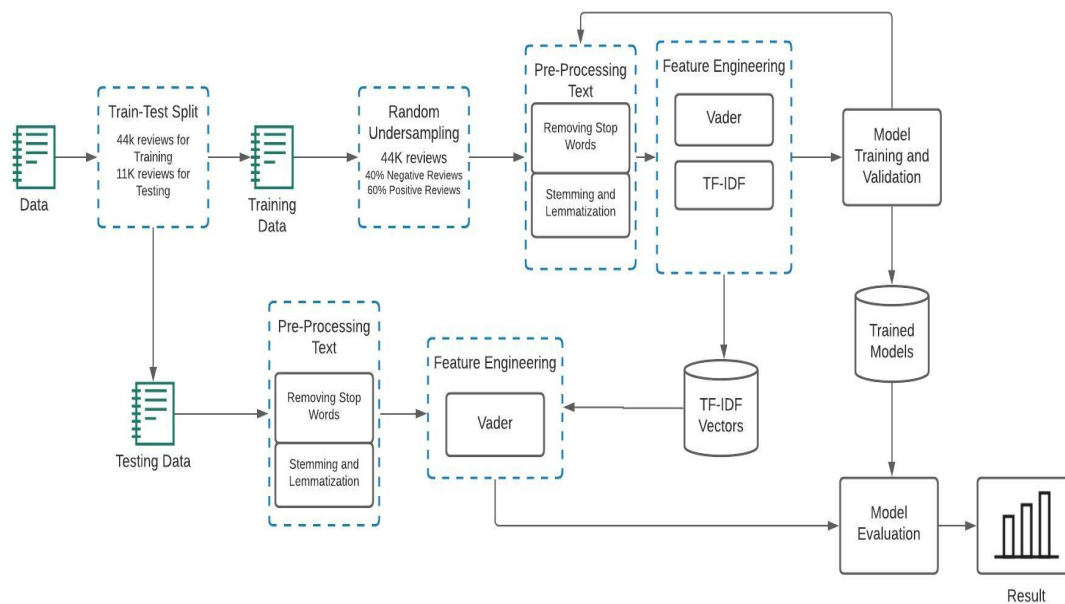 Data
Train-Test Split
44k reviews for
Training
11K reviews for
Testing
Training
Data
Random
Undersampling
44K reviews
40% Negative Reviews
60% Positive Reviews
Pre-Processing
Text
Removing Stop
Words
Stemming and
Lemmatization
Feature Engineering
Vader
TF-IDF
Model
Training and
Validation
Trained
Models
Testing Data
Pre-Processing
Text
Removing Stop
Words
Stemming and
Lemmatization
Feature Engineering
Vader
TF-IDF
Vectors
Model
Evaluation
Result